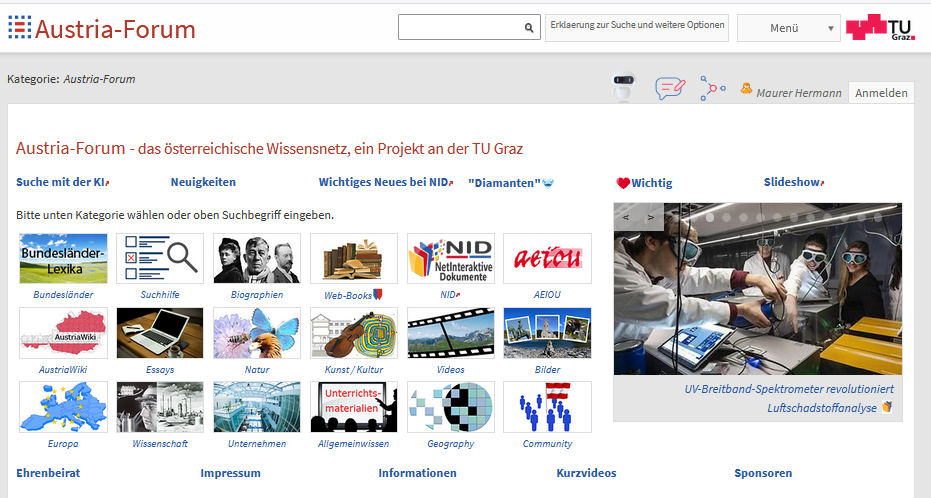 Austria-Forum
Erklaerung zur Suche und weitere Optionen
Menü
TU
Graz
Kategorie: Austria-Forum
Maurer Hermann
Anmelden
Austria-Forum - das österreichische Wissensnetz, ein Projekt an der TU Graz
Suche mit der KI
Neuigkeiten
Wichtiges Neues bei NID
"Diamanten"
Wichtig
Slideshow
Bitte unten Kategorie wählen oder oben Suchbegriff eingeben.
< >
Bundesländer-
Lexika
NID
NetInteraktive
Dokumente
aeiou
Bundesländer
Suchhilfe
Biographien
Web-Books
NID
AEIOU
AustriaWiki
AustriaWiki
Essays
Natur
Kunst / Kultur
Videos
Bilder
UV-Breitband-Spektrometer revolutioniert
Luftschadstoffanalyse
Unterrichts-
materialien
Europa
Wissenschaft
Unternehmen
Allgemeinwissen
Geography
Community
Ehrenbeirat
Impressum
Informationen
Kurzvideos
Sponsoren